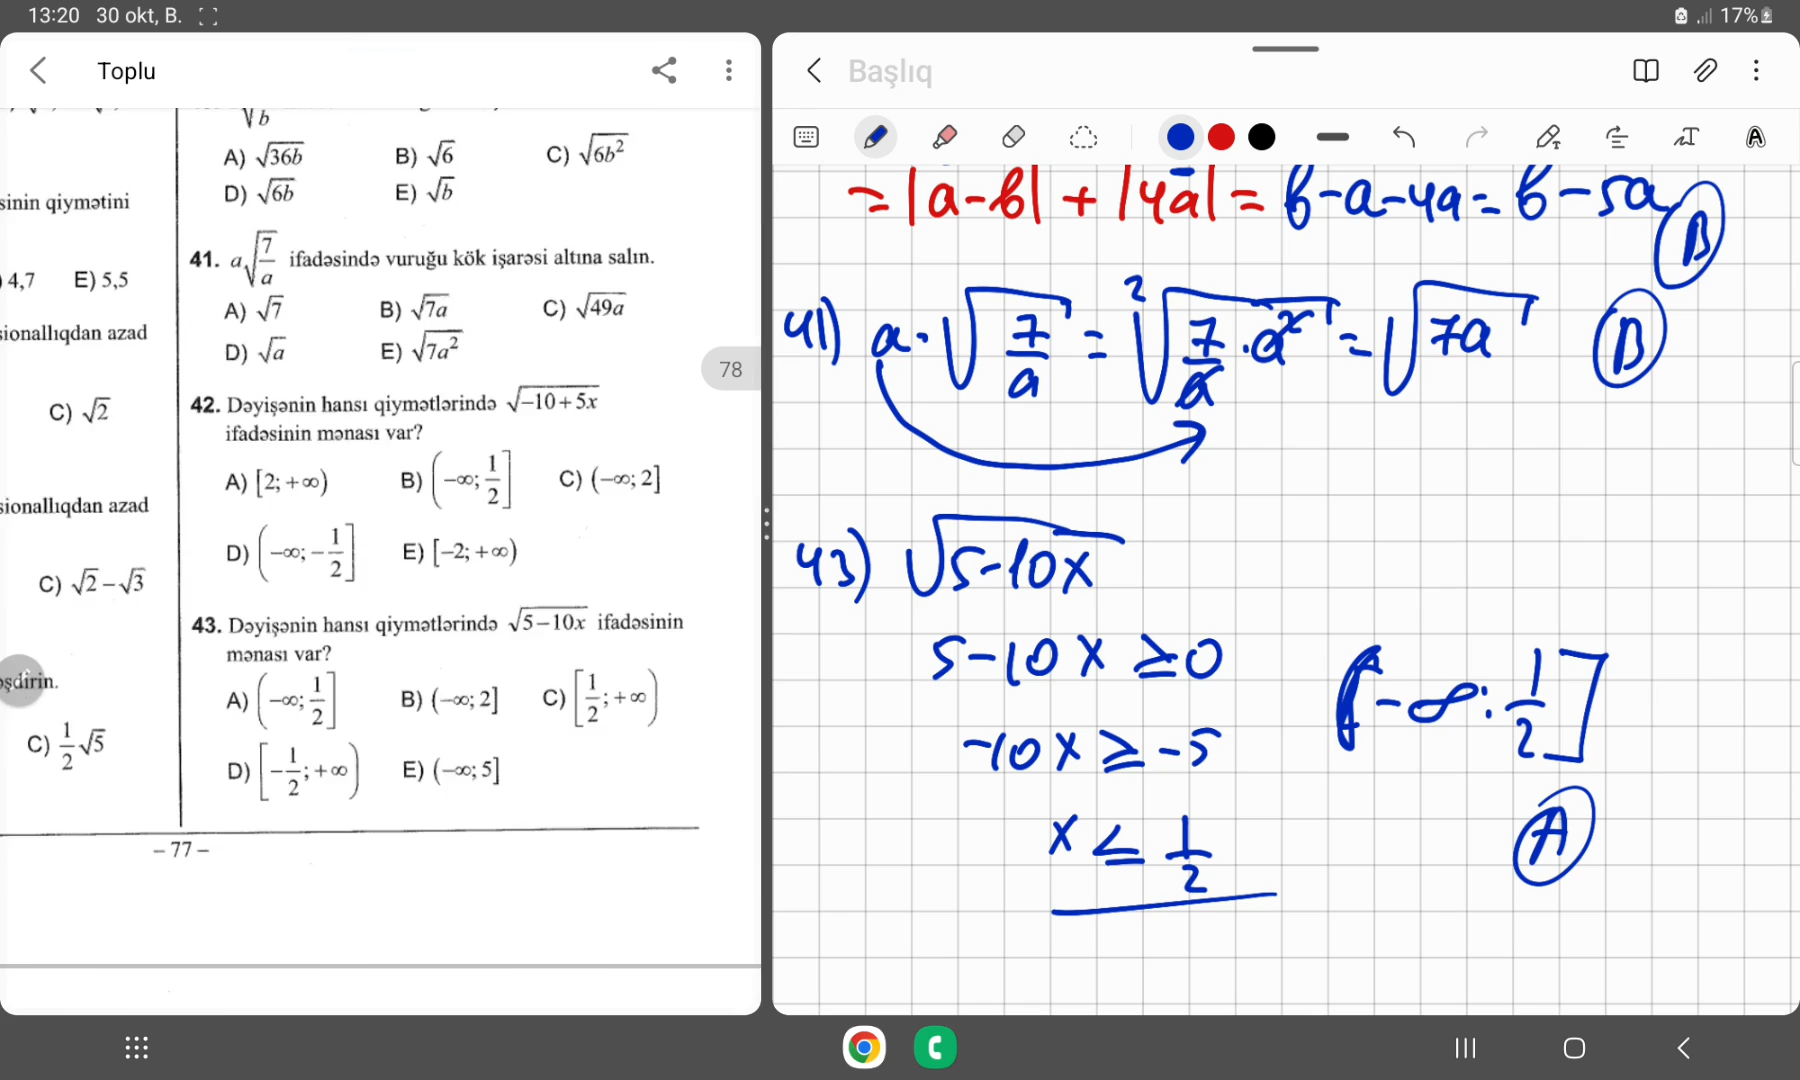 13:20 30 okt, B. 17%
Toplu
√b
A) √36b B) √6 C) √6b²
D) √6b E) √b
sinin qiymətini
41. a√7/a ifadəsində vuruğu kök işarəsi altına salın.
4,7 E) 5,5
A) √7 B) √7a C) √49a
sionallıqdan azad
D) √a E) √7a²
78
C) √2
42. Dəyişənin hansı qiymətlərində √−10+5x
ifadəsinin mənası var?
A) [2; +∞) B) (−∞; 1/2] C) (−∞; 2]
sionallıqdan azad
D) (−∞; −1/2] E) [−2; +∞)
C) √2−√3
43. Dəyişənin hansı qiymətlərində √5−10x ifadəsinin
mənası var?
əşdirin.
A) (−∞; 1/2] B) (−∞; 2] C) [1/2; +∞)
C) 1/2√5
D) [−1/2; +∞) E) (−∞; 5]
– 77 –
Başlıq
= |a−b| + |4a| = b−a−4a = b−5a B
41) a·√7/a = ²√7/a·a² = √7a B
43) √5−10x
5−10x ≥ 0
−10x ≥ −5
x ≤ 1/2
(−∞; 1/2]
A